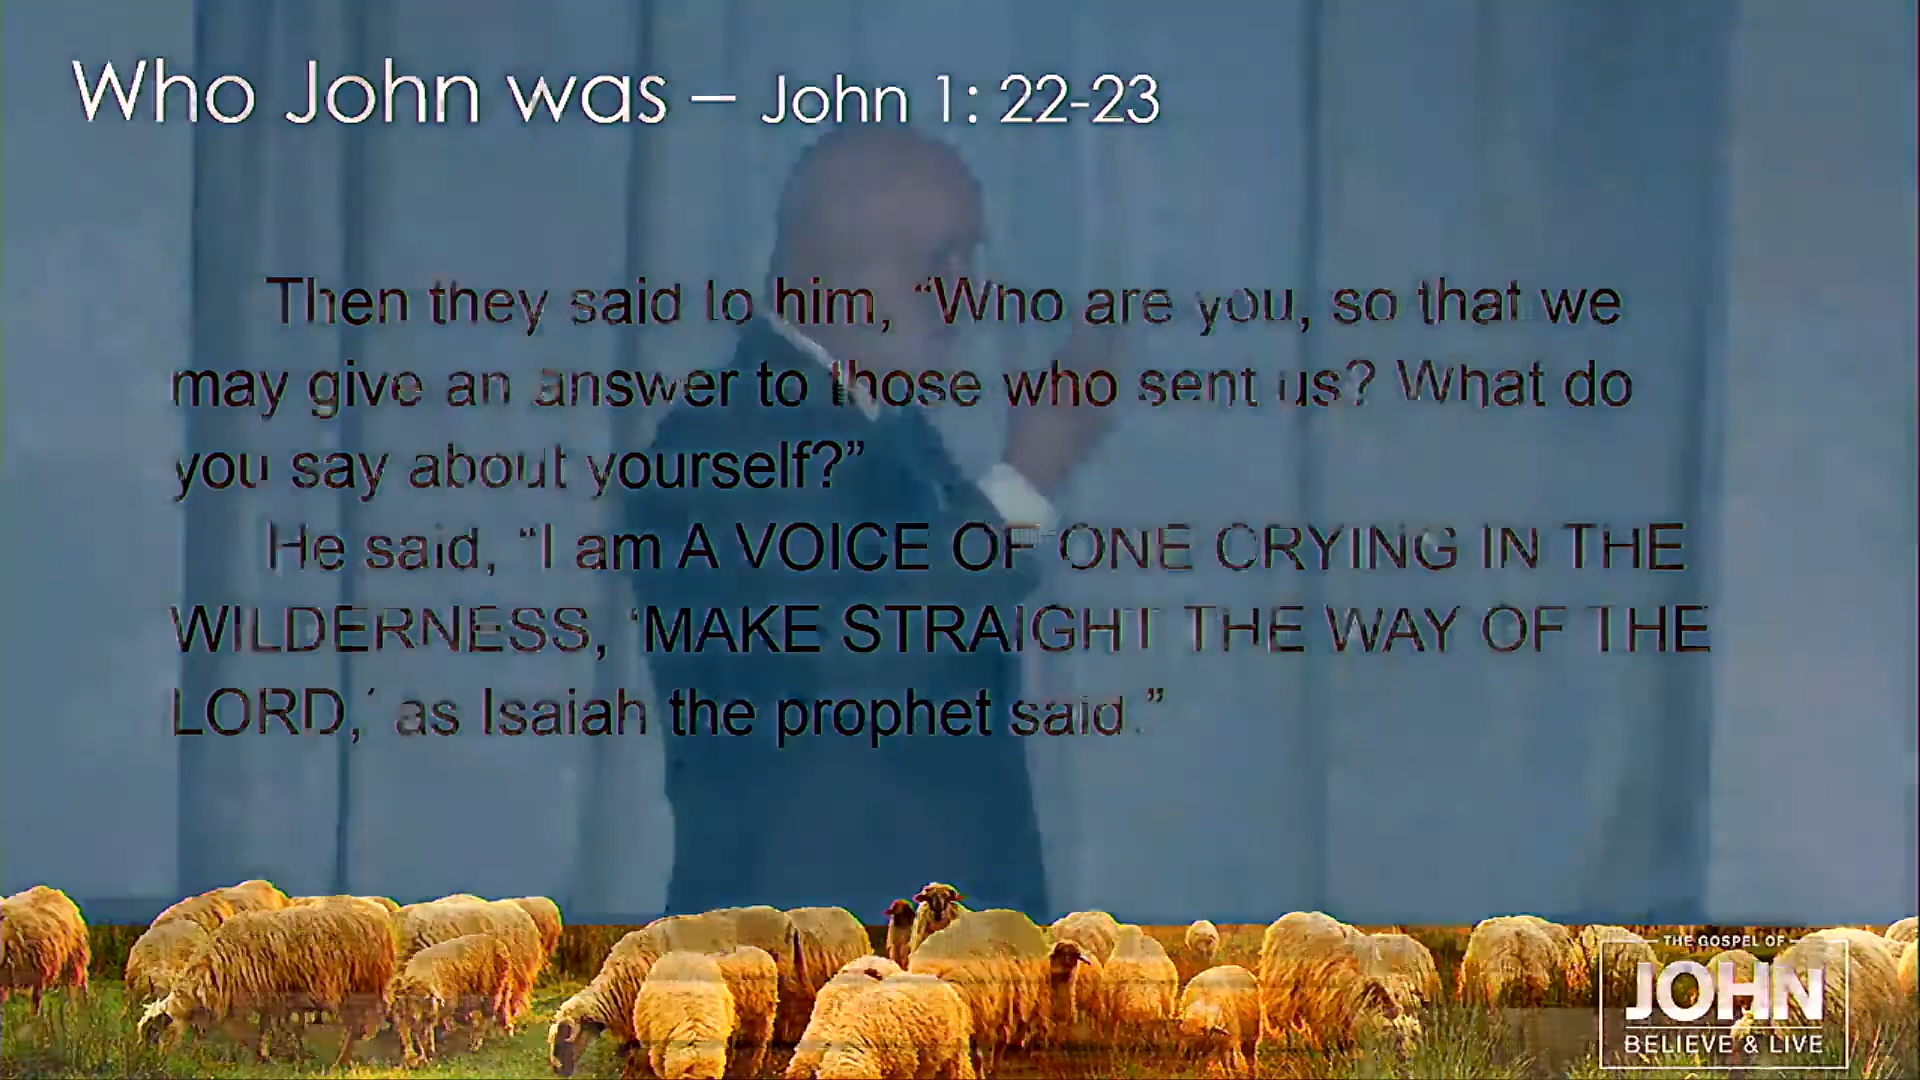 Who John was – John 1: 22-23
Then they said to him, “Who are you, so that we
may give an answer to those who sent us? What do
you say about yourself?”
He said, “I am A VOICE OF ONE CRYING IN THE
WILDERNESS, ‘MAKE STRAIGHT THE WAY OF THE
LORD,’ as Isaiah the prophet said.”
THE GOSPEL OF
JOHN
BELIEVE & LIVE